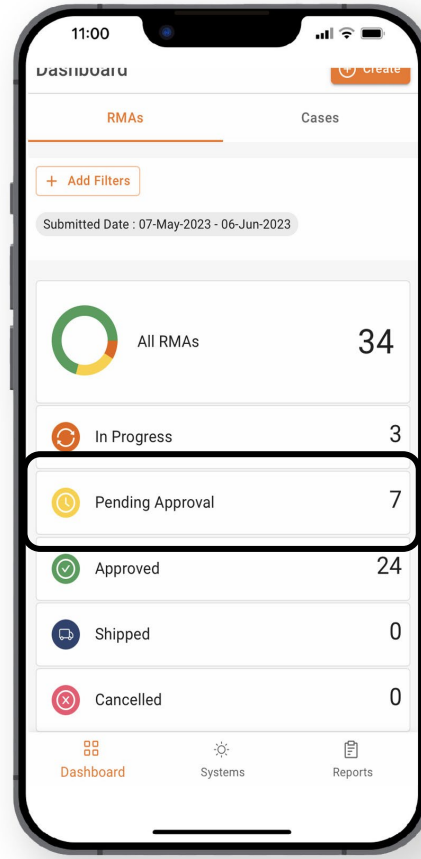 11:00
Dashboard
Create
RMAs
Cases
+ Add Filters
Submitted Date : 07-May-2023 - 06-Jun-2023
All RMAs
34
In Progress
3
Pending Approval
7
Approved
24
Shipped
0
Cancelled
0
Dashboard
Systems
Reports